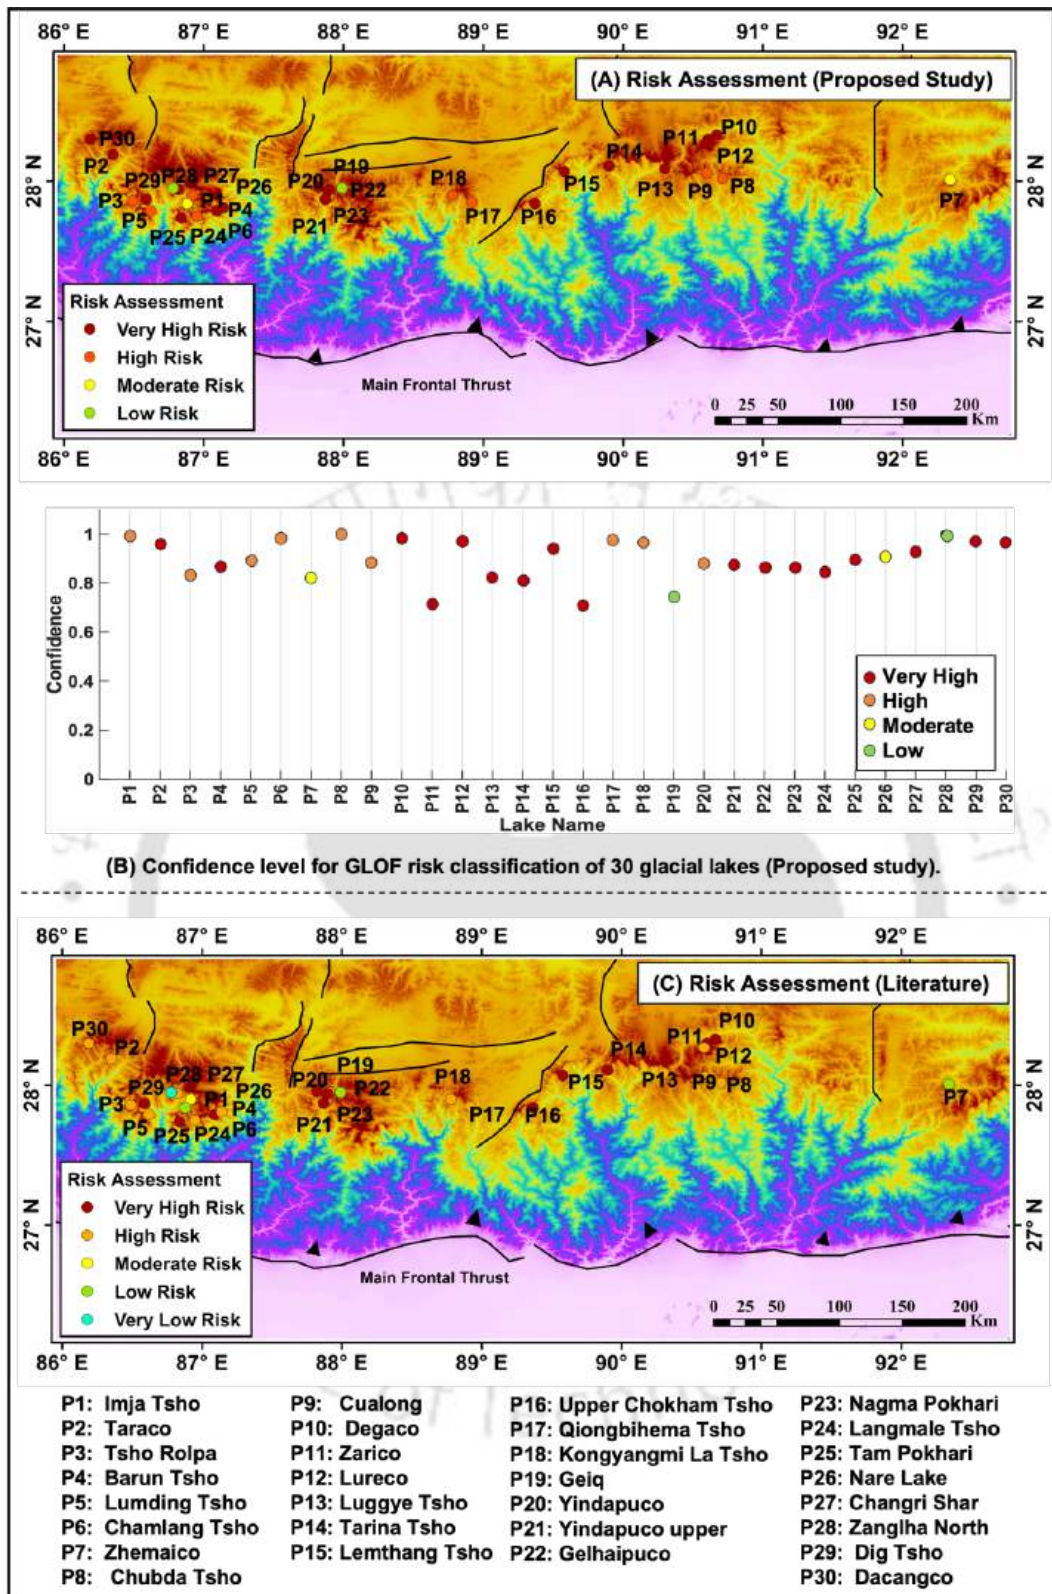 86° E 87° E 88° E 89° E 90° E 91° E 92° E
(A) Risk Assessment (Proposed Study)
28° N
27° N
28° N
27° N
P30
P2
P29
P28
P27
P3
P1
P26
P5
P4
P25
P24
P6
P20
P19
P22
P21
P23
P18
P17
P16
P15
P14
P11
P10
P12
P13
P9
P8
P7
Risk Assessment
Very High Risk
High Risk
Moderate Risk
Low Risk
Main Frontal Thrust
0 25 50 100 150 200
Km
86° E 87° E 88° E 89° E 90° E 91° E 92° E
Confidence
1
0.8
0.6
0.4
0.2
0
Very High
High
Moderate
Low
P1 P2 P3 P4 P5 P6 P7 P8 P9 P10 P11 P12 P13 P14 P15 P16 P17 P18 P19 P20 P21 P22 P23 P24 P25 P26 P27 P28 P29 P30
Lake Name
(B) Confidence level for GLOF risk classification of 30 glacial lakes (Proposed study).
86° E 87° E 88° E 89° E 90° E 91° E 92° E
(C) Risk Assessment (Literature)
28° N
27° N
28° N
27° N
P30
P2
P29
P28
P27
P3
P1
P26
P5
P4
P25
P24
P6
P20
P19
P22
P21
P23
P18
P17
P16
P15
P14
P11
P10
P12
P13
P9
P8
P7
Risk Assessment
Very High Risk
High Risk
Moderate Risk
Low Risk
Very Low Risk
Main Frontal Thrust
0 25 50 100 150 200
Km
86° E 87° E 88° E 89° E 90° E 91° E 92° E
P1: Imja Tsho
P2: Taraco
P3: Tsho Rolpa
P4: Barun Tsho
P5: Lumding Tsho
P6: Chamlang Tsho
P7: Zhemaico
P8: Chubda Tsho
P9: Cualong
P10: Degaco
P11: Zarico
P12: Lureco
P13: Luggye Tsho
P14: Tarina Tsho
P15: Lemthang Tsho
P16: Upper Chokham Tsho
P17: Qiongbihema Tsho
P18: Kongyangmi La Tsho
P19: Geiq
P20: Yindapuco
P21: Yindapuco upper
P22: Gelhaipuco
P23: Nagma Pokhari
P24: Langmale Tsho
P25: Tam Pokhari
P26: Nare Lake
P27: Changri Shar
P28: Zanglha North
P29: Dig Tsho
P30: Dacangco